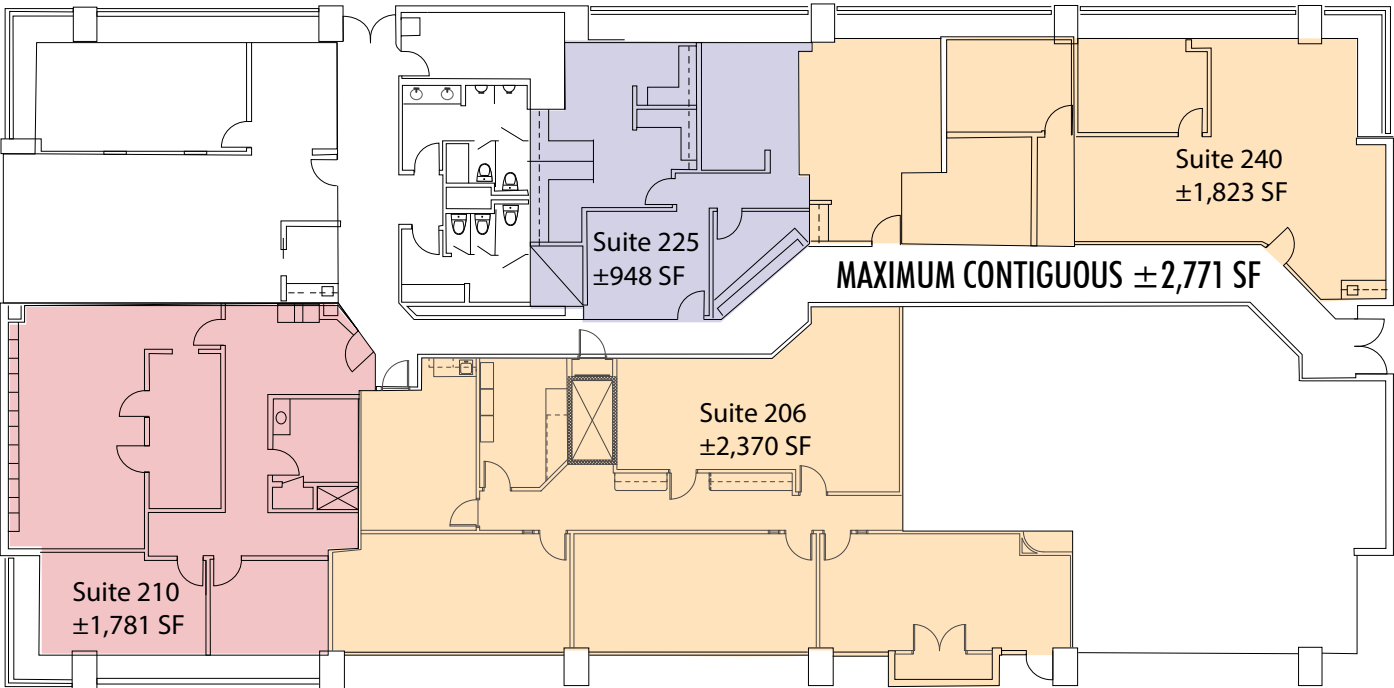 Suite 240
±1,823 SF
Suite 225
±948 SF
MAXIMUM CONTIGUOUS ±2,771 SF
Suite 206
±2,370 SF
Suite 210
±1,781 SF